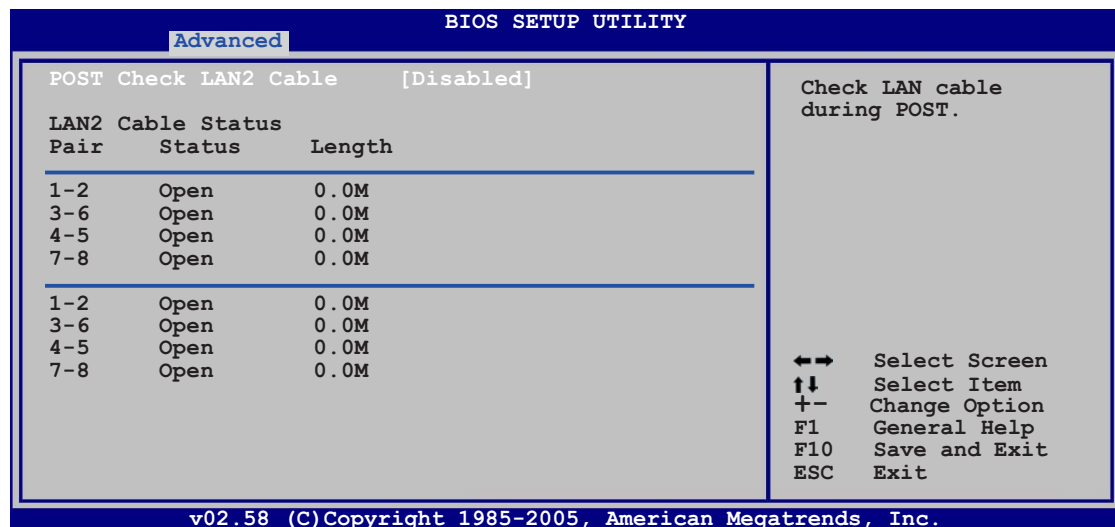 BIOS SETUP UTILITY
Advanced
POST Check LAN2 Cable [Disabled]
LAN2 Cable Status
Pair Status Length
1-2 Open 0.0M
3-6 Open 0.0M
4-5 Open 0.0M
7-8 Open 0.0M
1-2 Open 0.0M
3-6 Open 0.0M
4-5 Open 0.0M
7-8 Open 0.0M
Check LAN cable
during POST.
←→ Select Screen
↑↓ Select Item
+- Change Option
F1 General Help
F10 Save and Exit
ESC Exit
v02.58 (C)Copyright 1985-2005, American Megatrends, Inc.